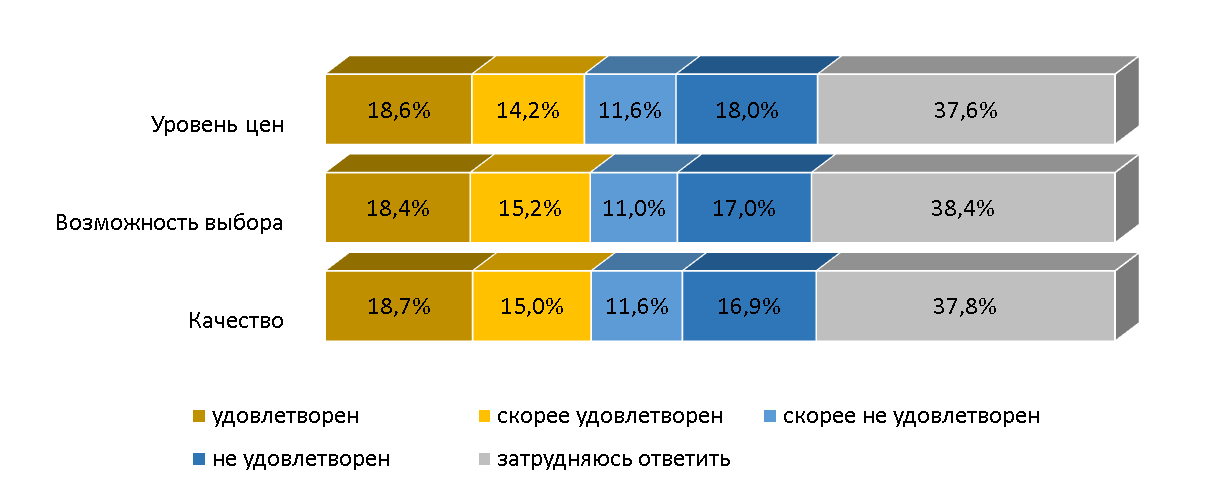 18,6% 14,2% 11,6% 18,0% 37,6%
Уровень цен
18,4% 15,2% 11,0% 17,0% 38,4%
Возможность выбора
18,7% 15,0% 11,6% 16,9% 37,8%
Качество
удовлетворен скорее удовлетворен скорее не удовлетворен
не удовлетворен затрудняюсь ответить